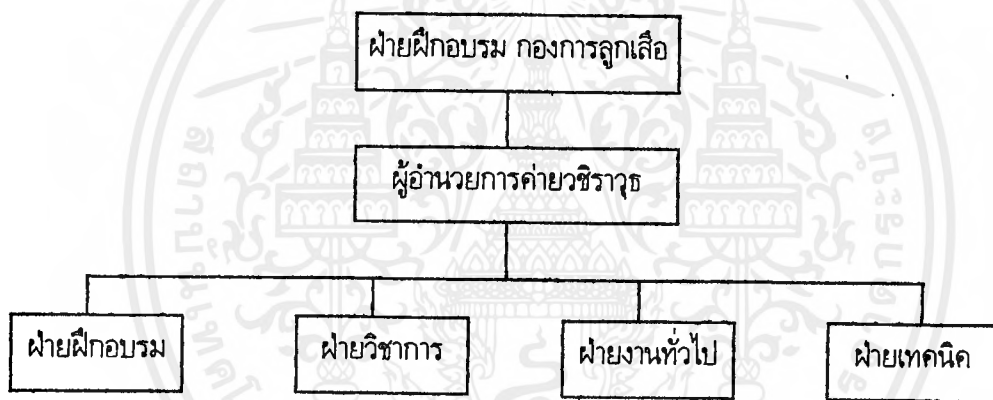 ฝ่ายฝึกอบรม กองการลูกเสือ
ผู้อำนวยการค่ายวชิราวุธ
ฝ่ายฝึกอบรม
ฝ่ายวิชาการ
ฝ่ายงานทั่วไป
ฝ่ายเทคนิค